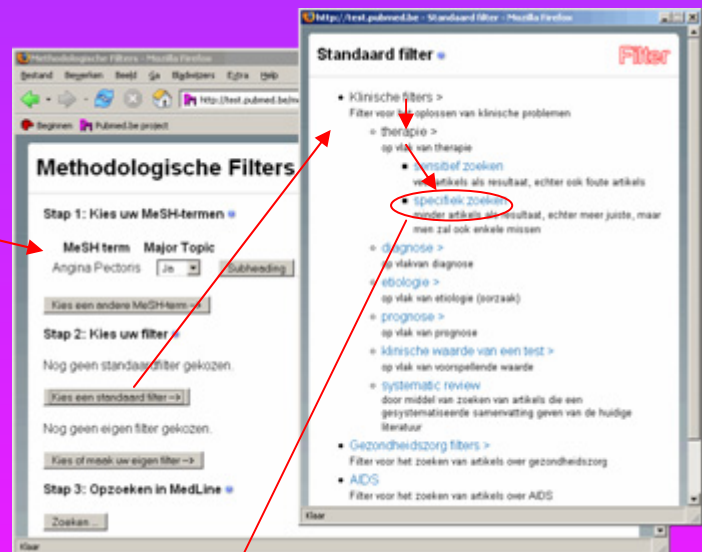 Methodologische Filters - Mozilla Firefox
Bestand Bewerken Beeld Ga Bladwijzers Extra Help
http://test.pubmed.be/
Beginnen Pubmed.be project
Methodologische Filters
Stap 1: Kies uw MeSH-termen
MeSH term Major Topic
Angina Pectoris Ja Subheading
Kies een andere MeSH-term -->
Stap 2: Kies uw filter
Nog geen standaardfilter gekozen.
Kies een standaard filter -->
Nog geen eigen filter gekozen.
Kies of maak uw eigen filter -->
Stap 3: Opzoeken in MedLine
Zoeken ...
Klaar
http://test.pubmed.be - Standaard filter - Mozilla Firefox
Standaard filter
Filter
Klinische filters >
Filter voor het oplossen van klinische problemen
therapie >
op vlak van therapie
sensitief zoeken
artikels als resultaat, echter ook foute artikels
specifiek zoeken
minder artikels als resultaat, echter meer juiste, maar
men zal ook enkele missen
diagnose >
op vlakvan diagnose
etiologie >
op vlak van etiologie (oorzaak)
prognose >
op vlak van prognose
klinische waarde van een test >
op vlak van voorspellende waarde
systematic review
door middel van zoeken van artikels die een
gesystematiseerde samenvatting geven van de huidige
literatuur
Gezondheidszorg filters >
Filter voor het zoeken van artikels over gezondheidszorg
AIDS
Filter voor het zoeken van artikels over AIDS
Klaar